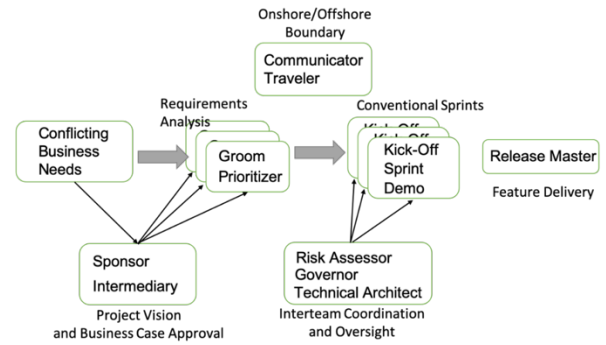 Onshore/Offshore
Boundary
Communicator
Traveler
Requirements
Analysis
Conventional Sprints
Conflicting
Business
Needs
Groom
Prioritizer
Kick-Off
Kick-Off
Kick-Off
Sprint
Demo
Release Master
Feature Delivery
Sponsor
Intermediary
Risk Assessor
Governor
Technical Architect
Project Vision
and Business Case Approval
Interteam Coordination
and Oversight